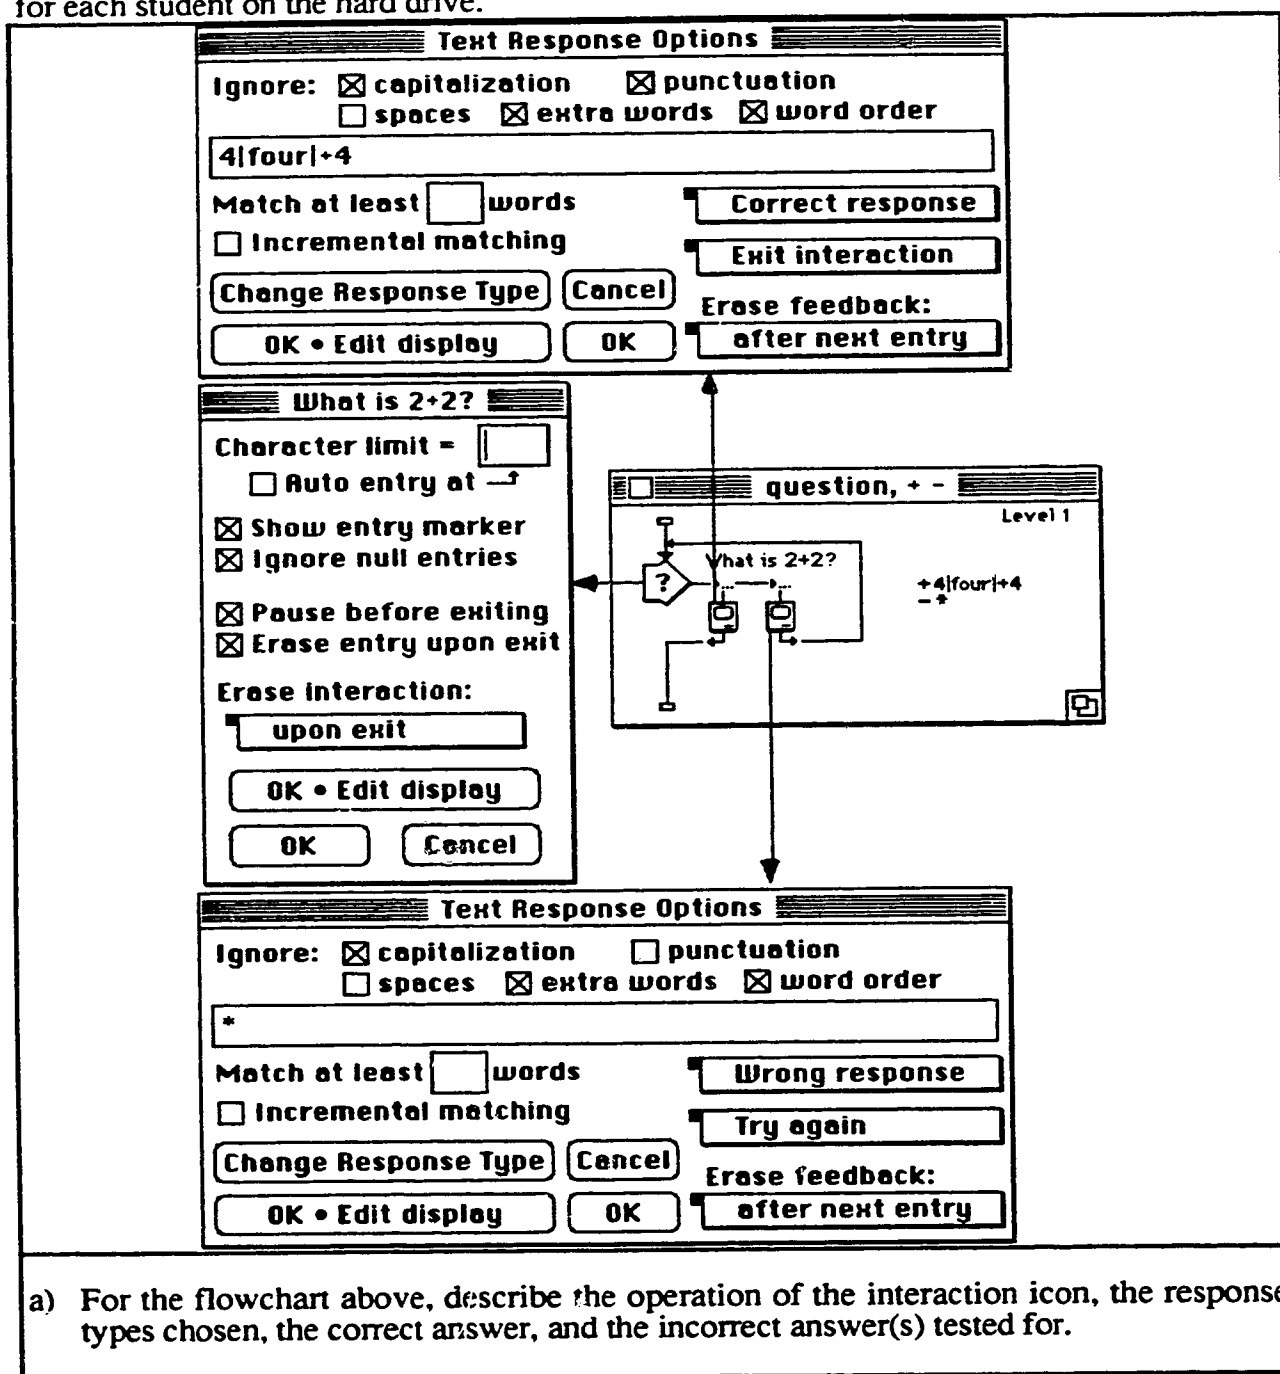 for each student on the hard drive.
Text Response Options
Ignore: capitalization punctuation
spaces extra words word order
4|four|+4
Match at least words
Correct response
Incremental matching
Exit interaction
Change Response Type Cancel
Erase feedback:
OK • Edit display OK
after next entry
What is 2+2?
Character limit =
Auto entry at
Show entry marker
Ignore null entries
Pause before exiting
Erase entry upon exit
Erase interaction:
upon exit
OK • Edit display
OK Cancel
question, + -
Level 1
? What is 2+2?
... ...
+ 4|four|+4
- *
Text Response Options
Ignore: capitalization punctuation
spaces extra words word order
*
Match at least words
Wrong response
Incremental matching
Try again
Change Response Type Cancel
Erase feedback:
OK • Edit display OK
after next entry
a) For the flowchart above, describe the operation of the interaction icon, the response
types chosen, the correct answer, and the incorrect answer(s) tested for.